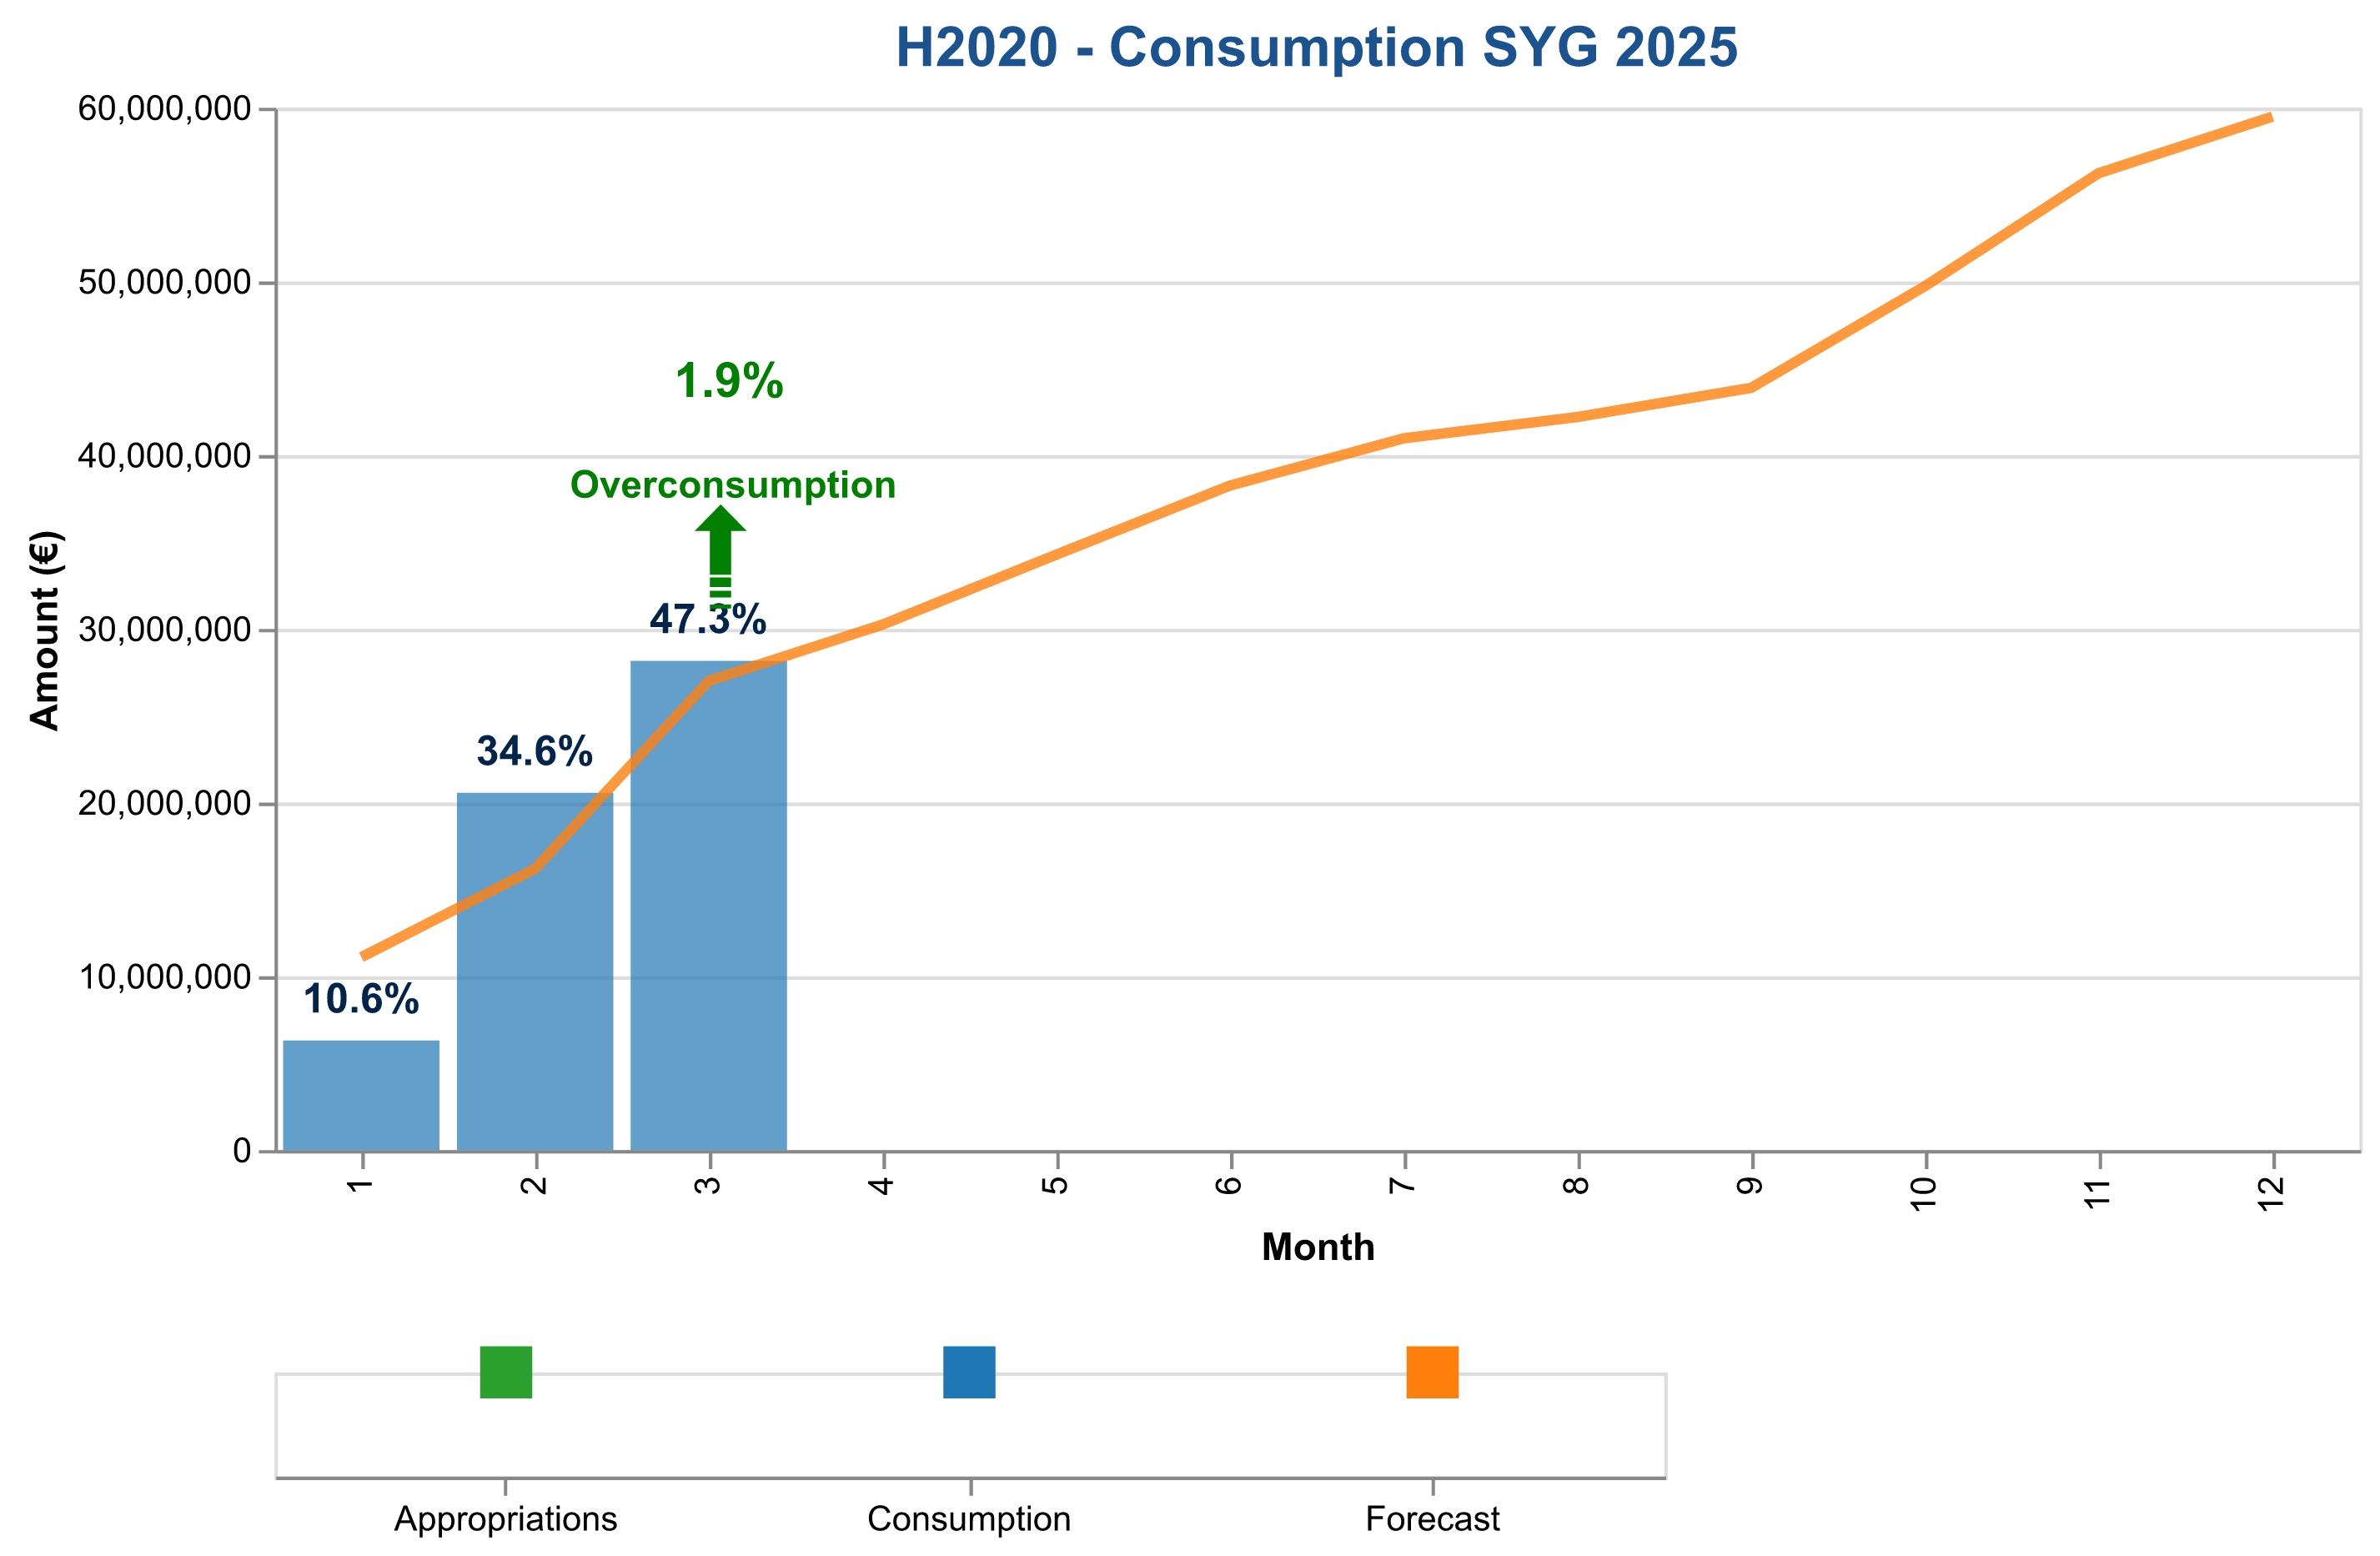 H2020 - Consumption SYG 2025
Amount (€)
60,000,000
50,000,000
40,000,000
30,000,000
20,000,000
10,000,000
0
1.9%
Overconsumption
47.3%
34.6%
10.6%
1 2 3 4 5 6 7 8 9 10 11 12
Month
Appropriations Consumption Forecast